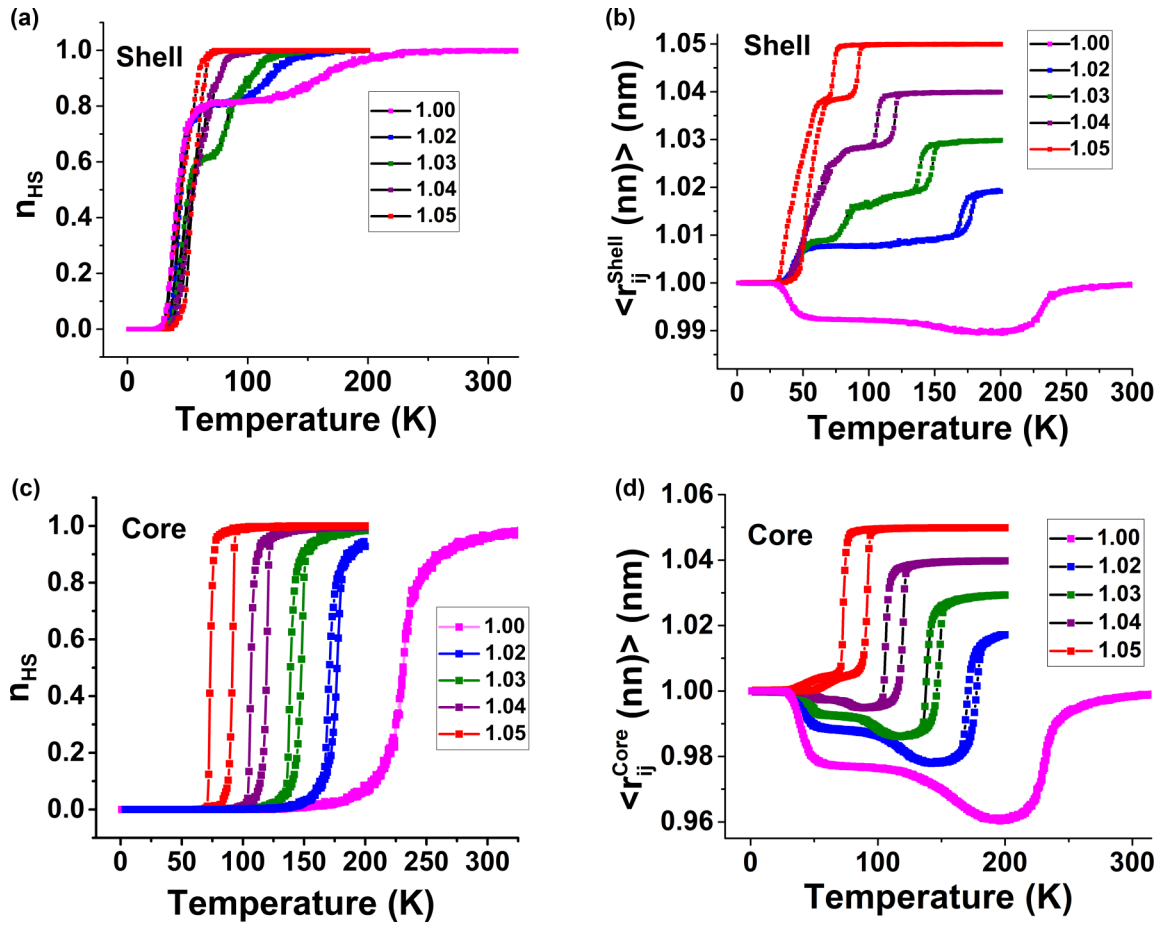 (a)
Shell
1.00
1.02
1.03
1.04
1.05
n_HS
1.0
0.8
0.6
0.4
0.2
0.0
0 100 200 300
Temperature (K)
(b)
Shell
1.00
1.02
1.03
1.04
1.05
<r_ij^Shell (nn)> (nm)
1.05
1.04
1.03
1.02
1.01
1.00
0.99
0 50 100 150 200 250 300
Temperature (K)
(c)
Core
1.00
1.02
1.03
1.04
1.05
n_HS
1.0
0.8
0.6
0.4
0.2
0.0
0 50 100 150 200 250 300
Temperature (K)
(d)
Core
1.00
1.02
1.03
1.04
1.05
<r_ij^Core (nn)> (nm)
1.06
1.04
1.02
1.00
0.98
0.96
0 100 200 300
Temperature (K)